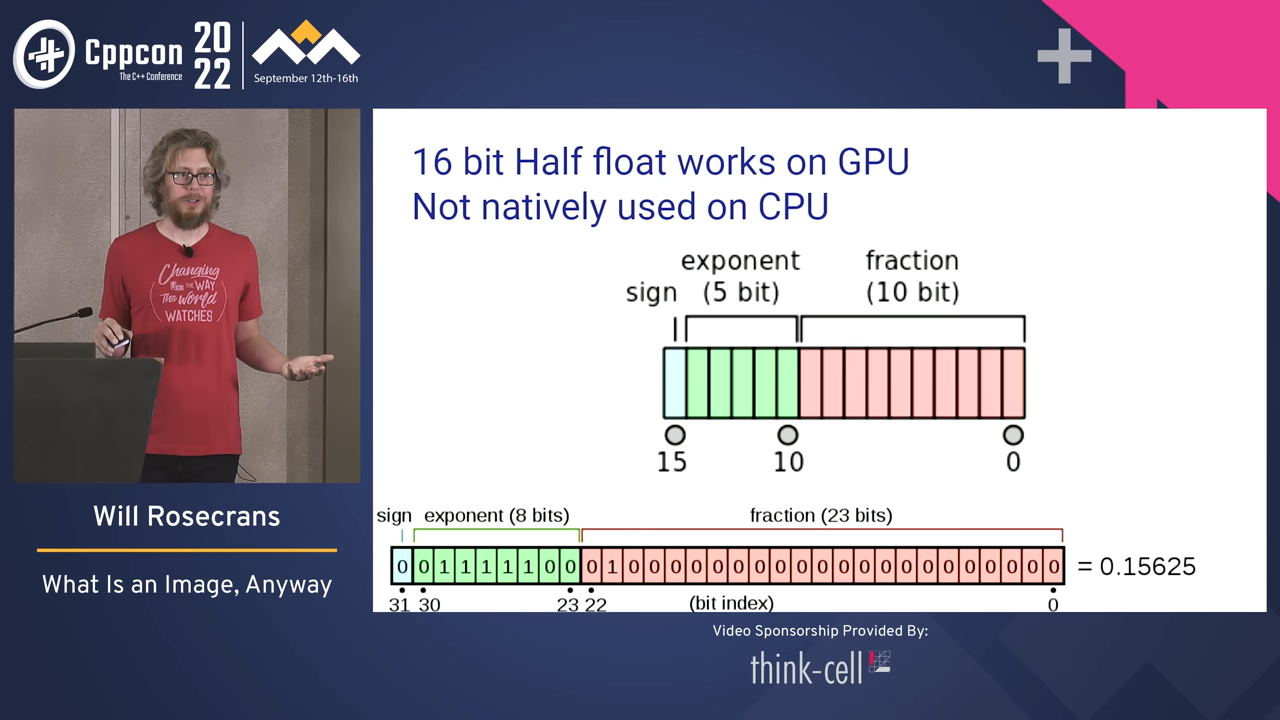 Cppcon
The C++ Conference
20
22
September 12th-16th
Changing
THE WAY
The world
WATCHES
Will Rosecrans
What Is an Image, Anyway
16 bit Half float works on GPU
Not natively used on CPU
exponent
fraction
sign
(5 bit)
(10 bit)
15
10
0
sign
exponent (8 bits)
fraction (23 bits)
0 0 1 1 1 1 1 0 0 0 1 0 0 0 0 0 0 0 0 0 0 0 0 0 0 0 0 0 0 0 0 0 = 0.15625
31 30 23 22 (bit index) 0
Video Sponsorship Provided By:
think-cell